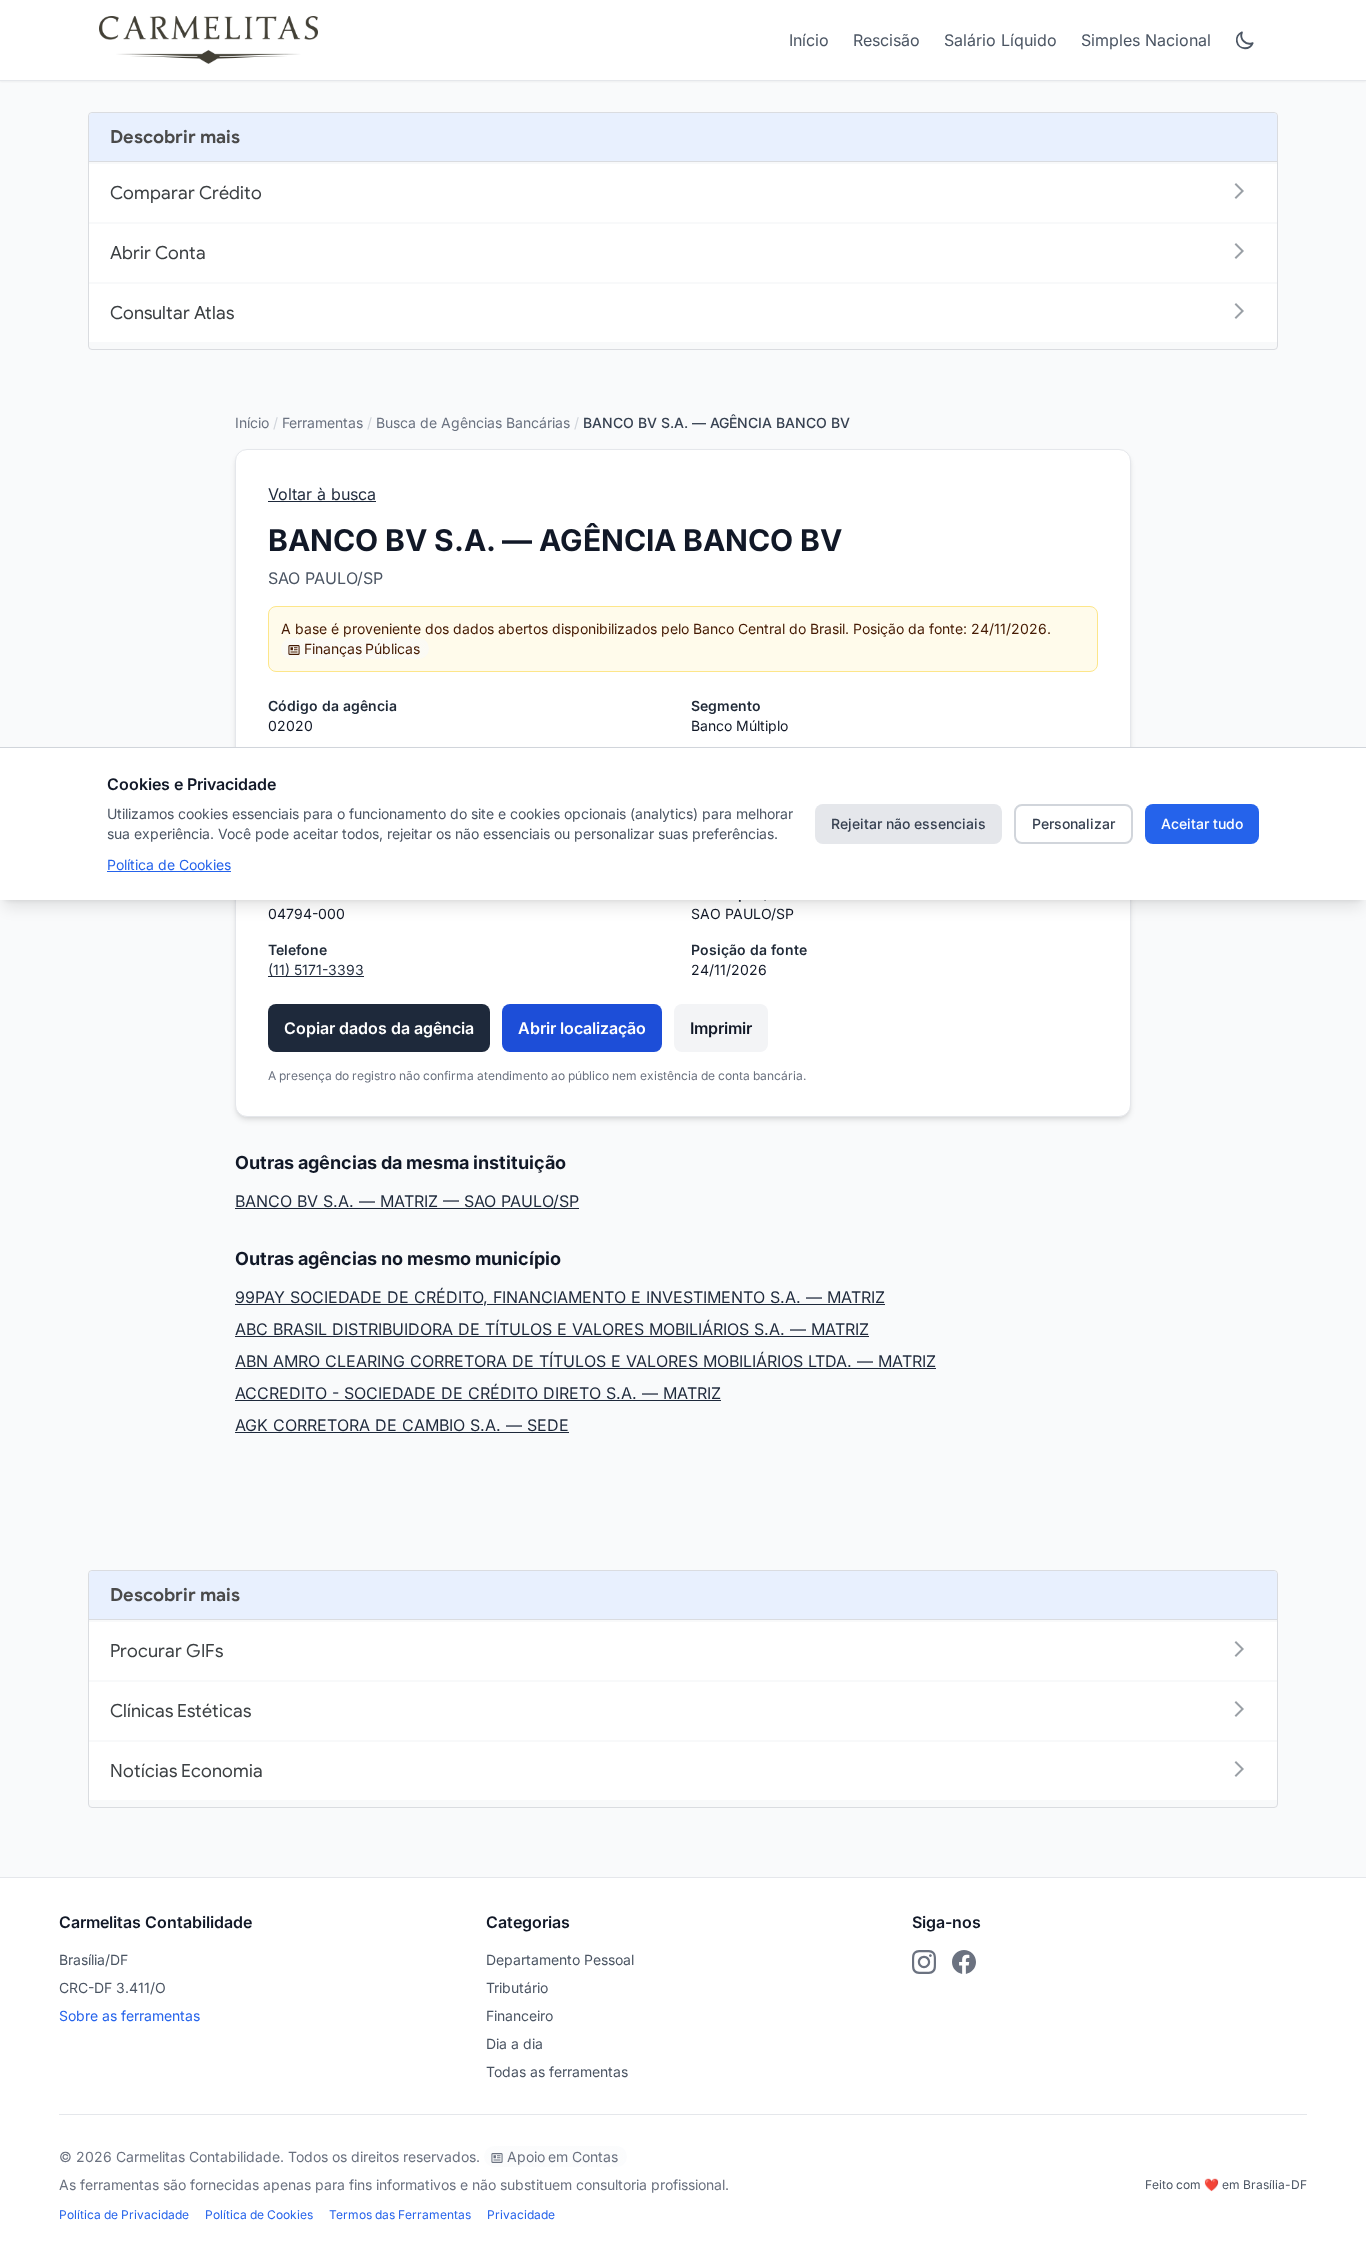 CARMELITAS
Início
Rescisão
Salário Líquido
Simples Nacional
Descobrir mais
Comparar Crédito
Abrir Conta
Consultar Atlas
Início / Ferramentas / Busca de Agências Bancárias / BANCO BV S.A. — AGÊNCIA BANCO BV
Voltar à busca
BANCO BV S.A. — AGÊNCIA BANCO BV
SAO PAULO/SP
A base é proveniente dos dados abertos disponibilizados pelo Banco Central do Brasil. Posição da fonte: 24/11/2026.
Finanças Públicas
Código da agência
02020
Segmento
Banco Múltiplo
Cookies e Privacidade
Utilizamos cookies essenciais para o funcionamento do site e cookies opcionais (analytics) para melhorar
sua experiência. Você pode aceitar todos, rejeitar os não essenciais ou personalizar suas preferências.
Política de Cookies
Rejeitar não essenciais
Personalizar
Aceitar tudo
04794-000
SAO PAULO/SP
Telefone
(11) 5171-3393
Posição da fonte
24/11/2026
Copiar dados da agência
Abrir localização
Imprimir
A presença do registro não confirma atendimento ao público nem existência de conta bancária.
Outras agências da mesma instituição
BANCO BV S.A. — MATRIZ — SAO PAULO/SP
Outras agências no mesmo município
99PAY SOCIEDADE DE CRÉDITO, FINANCIAMENTO E INVESTIMENTO S.A. — MATRIZ
ABC BRASIL DISTRIBUIDORA DE TÍTULOS E VALORES MOBILIÁRIOS S.A. — MATRIZ
ABN AMRO CLEARING CORRETORA DE TÍTULOS E VALORES MOBILIÁRIOS LTDA. — MATRIZ
ACCREDITO - SOCIEDADE DE CRÉDITO DIRETO S.A. — MATRIZ
AGK CORRETORA DE CAMBIO S.A. — SEDE
Descobrir mais
Procurar GIFs
Clínicas Estéticas
Notícias Economia
Carmelitas Contabilidade
Brasília/DF
CRC-DF 3.411/O
Sobre as ferramentas
Categorias
Departamento Pessoal
Tributário
Financeiro
Dia a dia
Todas as ferramentas
Siga-nos
© 2026 Carmelitas Contabilidade. Todos os direitos reservados. Apoio em Contas
As ferramentas são fornecidas apenas para fins informativos e não substituem consultoria profissional.
Política de Privacidade
Política de Cookies
Termos das Ferramentas
Privacidade
Feito com ❤️ em Brasília-DF